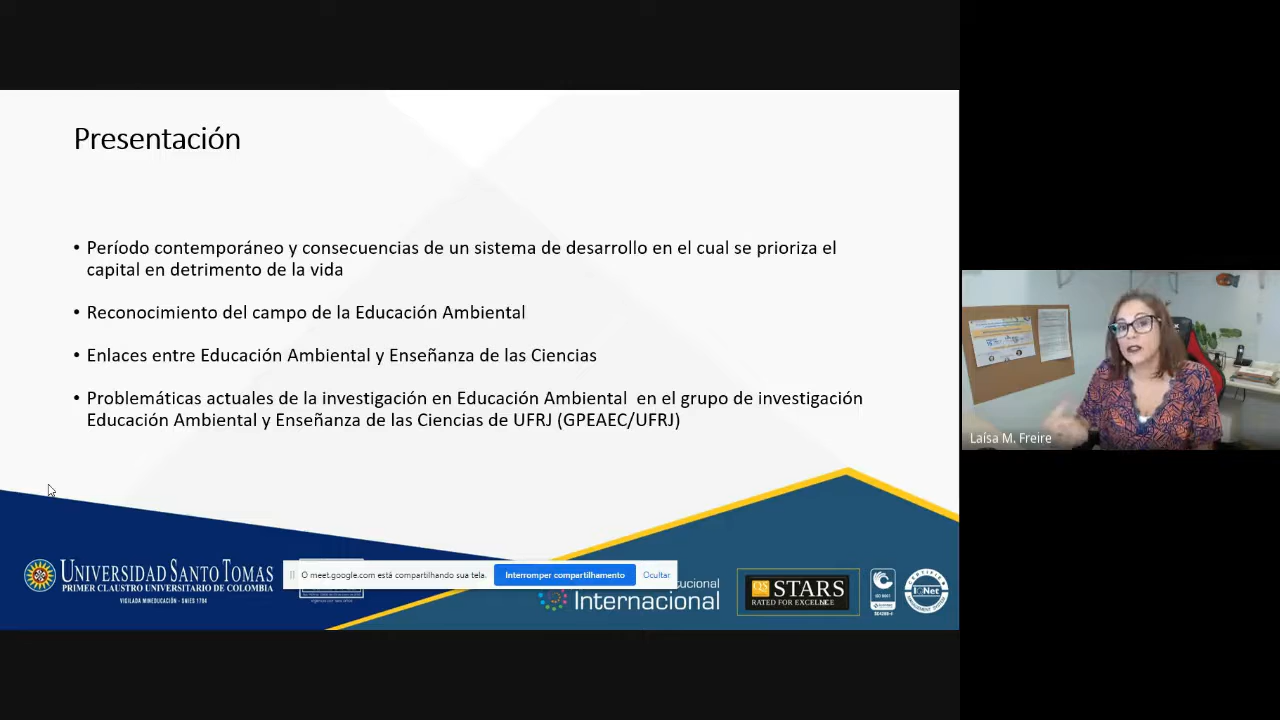 Presentación
• Período contemporáneo y consecuencias de un sistema de desarrollo en el cual se prioriza el
capital en detrimento de la vida
• Reconocimiento del campo de la Educación Ambiental
• Enlaces entre Educación Ambiental y Enseñanza de las Ciencias
• Problemáticas actuales de la investigación en Educación Ambiental  en el grupo de investigación
Educación Ambiental y Enseñanza de las Ciencias de UFRJ (GPEAEC/UFRJ)
Laísa M. Freire
UNIVERSIDAD SANTO TOMAS
PRIMER CLAUSTRO UNIVERSITARIO DE COLOMBIA
VIGILADA MINEDUCACIÓN - SNIES 1704
O meet.google.com está compartilhando sua tela.
Interromper compartilhamento
Ocultar
Internacional
QS STARS
RATED FOR EXCELLENCE
IQNet